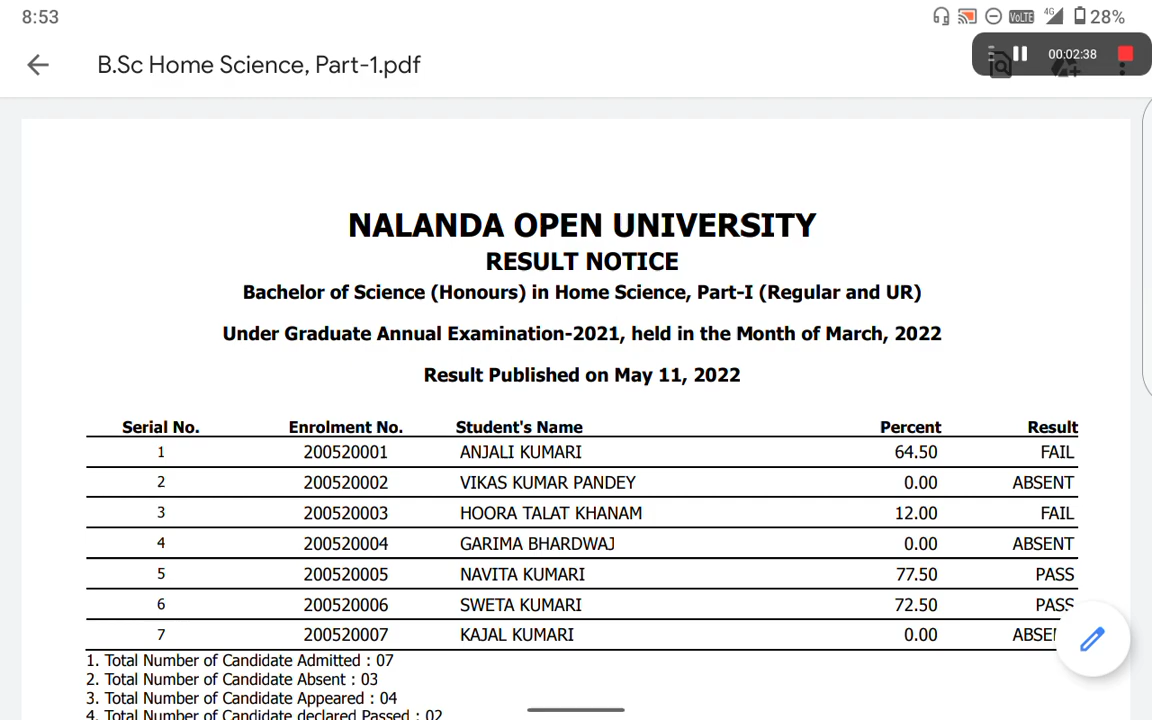 8:53
VoLTE 4G 28%
B.Sc Home Science, Part-1.pdf
00:02:38
NALANDA OPEN UNIVERSITY
RESULT NOTICE
Bachelor of Science (Honours) in Home Science, Part-I (Regular and UR)
Under Graduate Annual Examination-2021, held in the Month of March, 2022
Result Published on May 11, 2022
Serial No. Enrolment No. Student's Name Percent Result
1 200520001 ANJALI KUMARI 64.50 FAIL
2 200520002 VIKAS KUMAR PANDEY 0.00 ABSENT
3 200520003 HOORA TALAT KHANAM 12.00 FAIL
4 200520004 GARIMA BHARDWAJ 0.00 ABSENT
5 200520005 NAVITA KUMARI 77.50 PASS
6 200520006 SWETA KUMARI 72.50 PASS
7 200520007 KAJAL KUMARI 0.00 ABSE
1. Total Number of Candidate Admitted : 07
2. Total Number of Candidate Absent : 03
3. Total Number of Candidate Appeared : 04
4. Total Number of Candidate declared Passed : 02